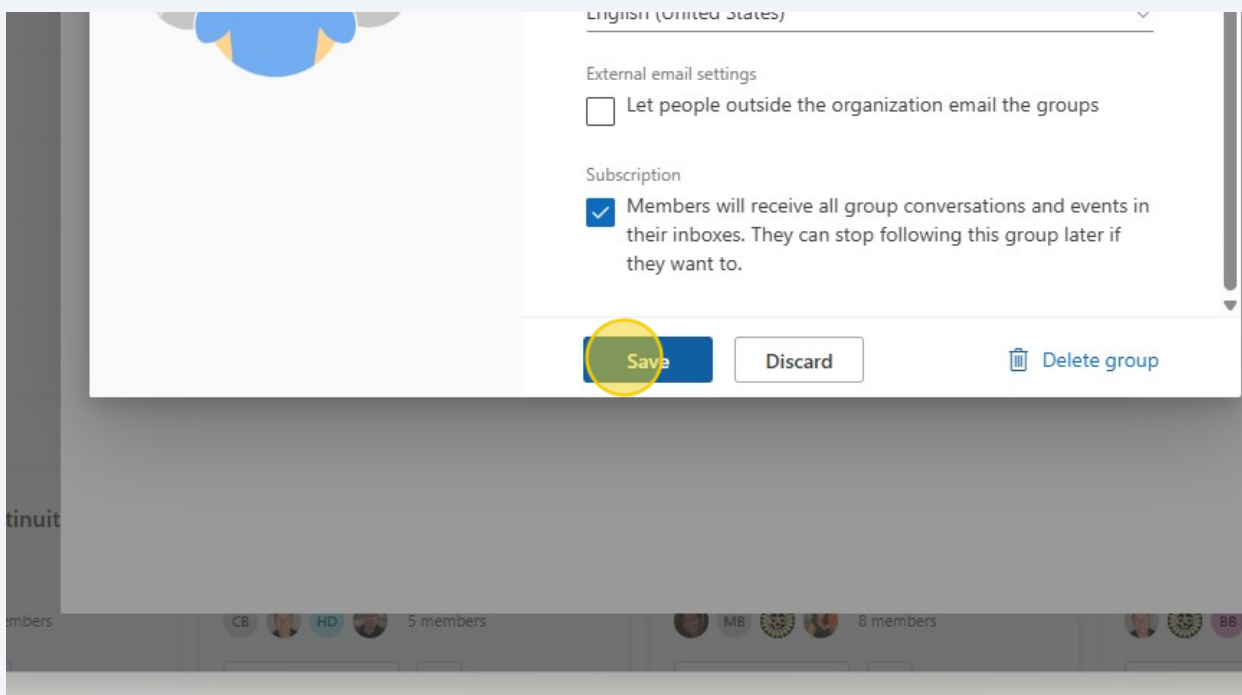 English (United States)
External email settings
Let people outside the organization email the groups
Subscription
Members will receive all group conversations and events in
their inboxes. They can stop following this group later if
they want to.
Save
Discard
Delete group
tinuit
embers
CB
HD
5 members
MB
8 members
BB